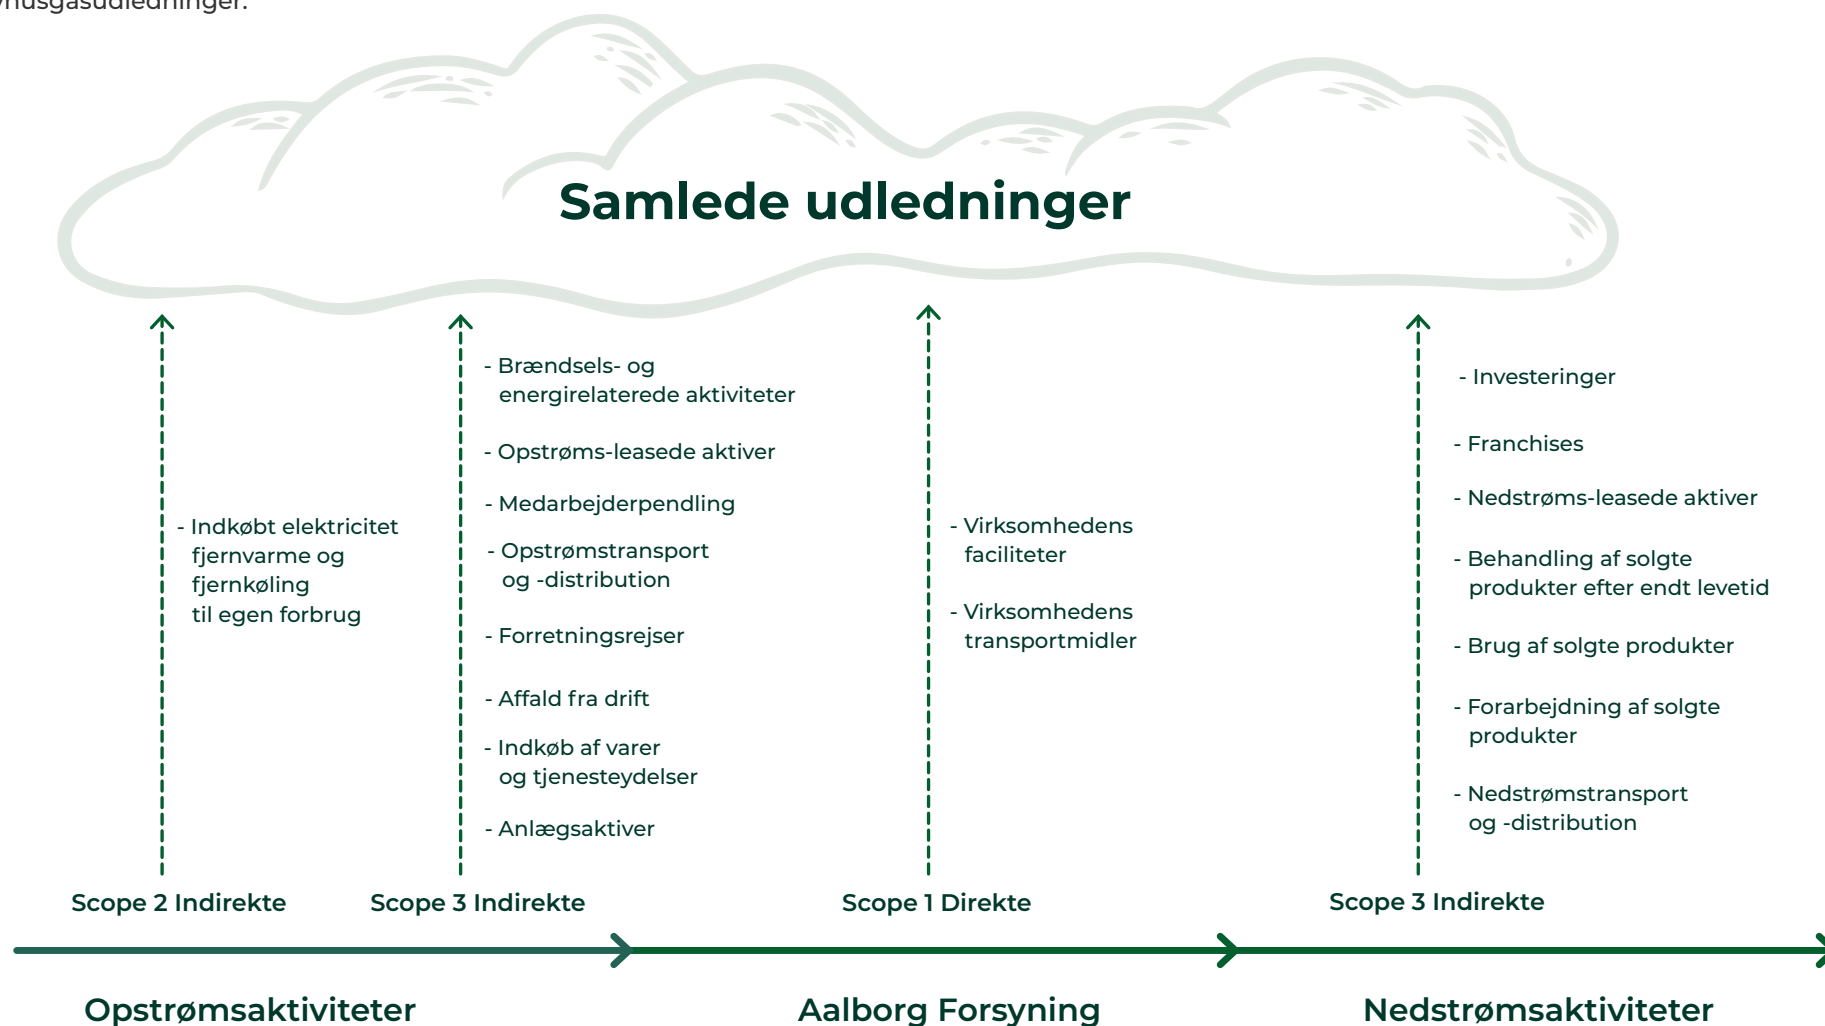 Samlede udledninger
- Indkøbt elektricitet
fjernvarme og
fjernkøling
til egen forbrug
- Brændsels- og
energirelaterede aktiviteter
- Opstrøms-leasede aktiver
- Medarbejderpendling
- Opstrømstransport
og -distribution
- Forretningsrejser
- Affald fra drift
- Indkøb af varer
og tjenesteydelser
- Anlægsaktiver
- Virksomhedens
faciliteter
- Virksomhedens
transportmidler
- Investeringer
- Franchises
- Nedstrøms-leasede aktiver
- Behandling af solgte
produkter efter endt levetid
- Brug af solgte produkter
- Forarbejdning af solgte
produkter
- Nedstrømstransport
og -distribution
Scope 2 Indirekte
Scope 3 Indirekte
Scope 1 Direkte
Scope 3 Indirekte
Opstrømsaktiviteter
Aalborg Forsyning
Nedstrømsaktiviteter